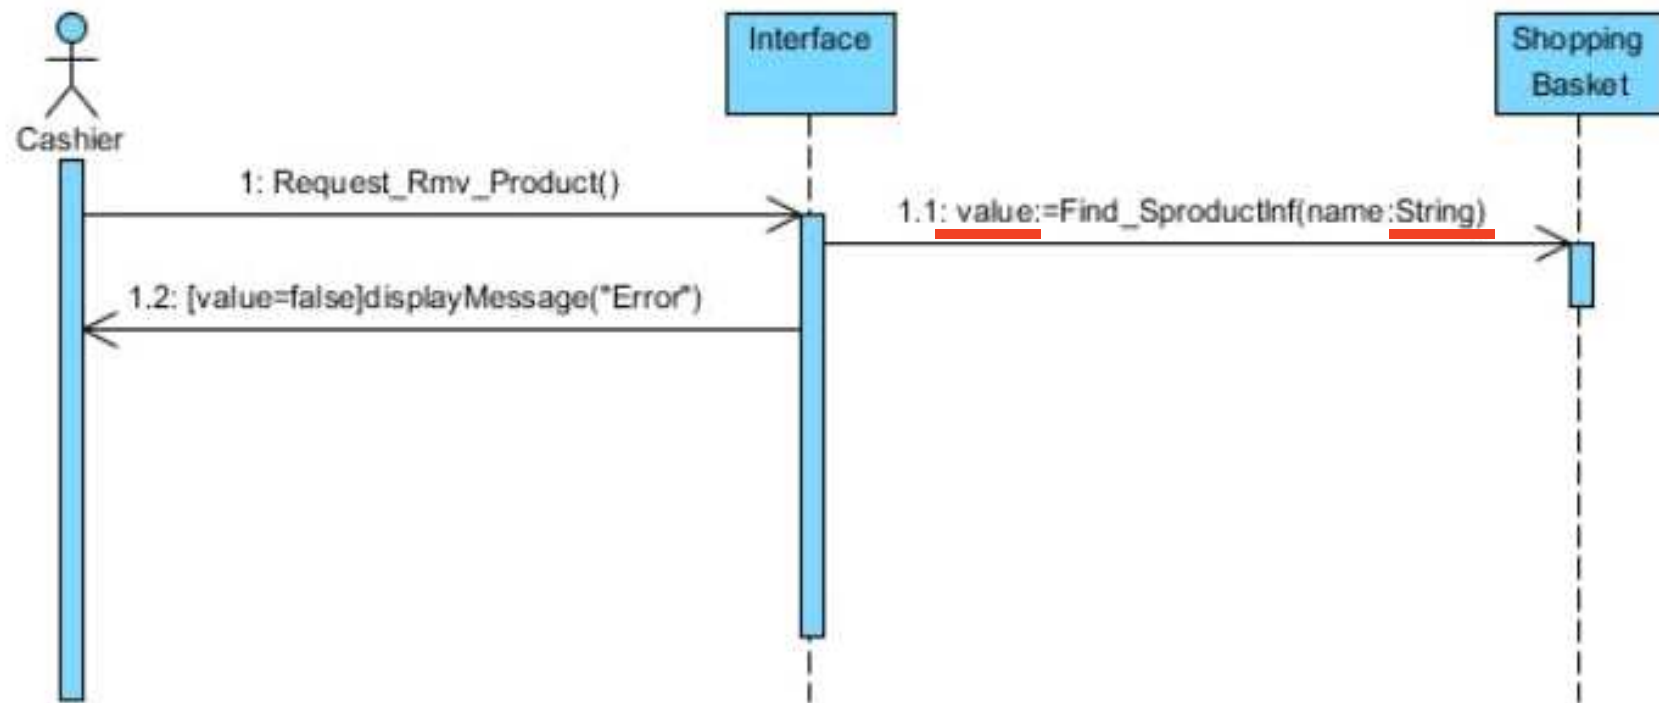 Interface
Shopping
Basket
Cashier
1: Request_Rmv_Product()
1.1: value:=Find_SproductInf(name:String)
1.2: [value=false]displayMessage("Error")